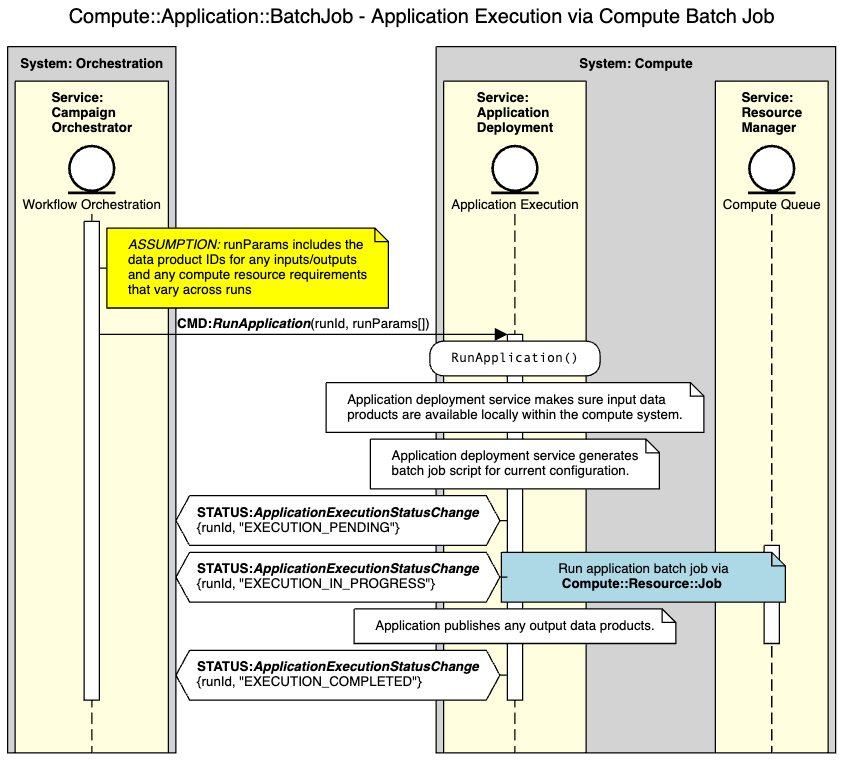 Compute::Application::BatchJob - Application Execution via Compute Batch Job
System: Orchestration
System: Compute
Service:
Campaign
Orchestrator
Service:
Application
Deployment
Service:
Resource
Manager
Workflow Orchestration
Application Execution
Compute Queue
ASSUMPTION: runParams includes the
data product IDs for any inputs/outputs
and any compute resource requirements
that vary across runs
CMD:RunApplication(runId, runParams[])
RunApplication()
Application deployment service makes sure input data
products are available locally within the compute system.
Application deployment service generates
batch job script for current configuration.
STATUS:ApplicationExecutionStatusChange
{runId, "EXECUTION_PENDING"}
STATUS:ApplicationExecutionStatusChange
{runId, "EXECUTION_IN_PROGRESS"}
Run application batch job via
Compute::Resource::Job
Application publishes any output data products.
STATUS:ApplicationExecutionStatusChange
{runId, "EXECUTION_COMPLETED"}